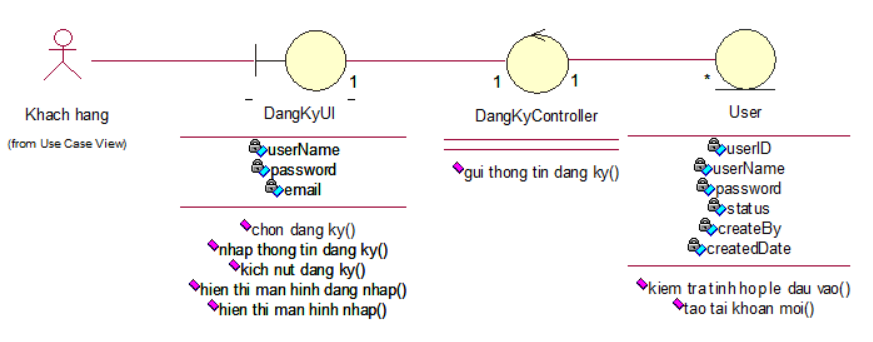 Khach hang
(from Use Case View)
1
DangKyUI
userName
password
email
chon dang ky()
nhap thong tin dang ky()
kich nut dang ky()
hien thi man hinh dang nhap()
hien thi man hinh nhap()
1
1
DangKyController
gui thong tin dang ky()
*
User
userID
userName
password
status
createBy
createdDate
kiem tra tinh hop le dau vao()
tao tai khoan moi()